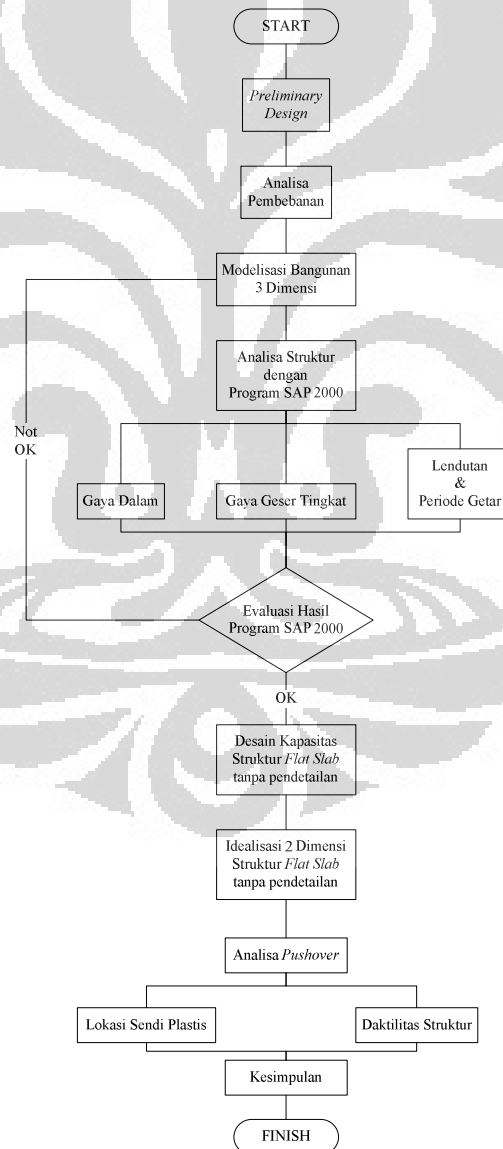 START
Preliminary
Design
Analisa
Pembebanan
Modelisasi Bangunan
3 Dimensi
Analisa Struktur
dengan
Program SAP 2000
Not
OK
Gaya Dalam
Gaya Geser Tingkat
Lendutan
&
Periode Getar
Evaluasi Hasil
Program SAP 2000
OK
Desain Kapasitas
Struktur Flat Slab
tanpa pendetailan
Idealisasi 2 Dimensi
Struktur Flat Slab
tanpa pendetailan
Analisa Pushover
Lokasi Sendi Plastis
Daktilitas Struktur
Kesimpulan
FINISH